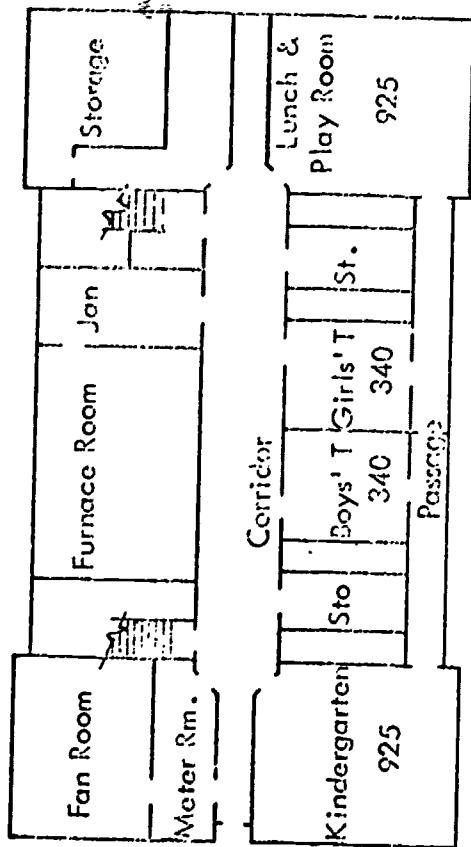 Storage
Lunch &
Play Room
925
Jan
St.
Furnace Room
Girls' T
340
Corridor
Boys' T
340
Passage
Sto
Fan Room
Meter Rm.
Kindergarten
925